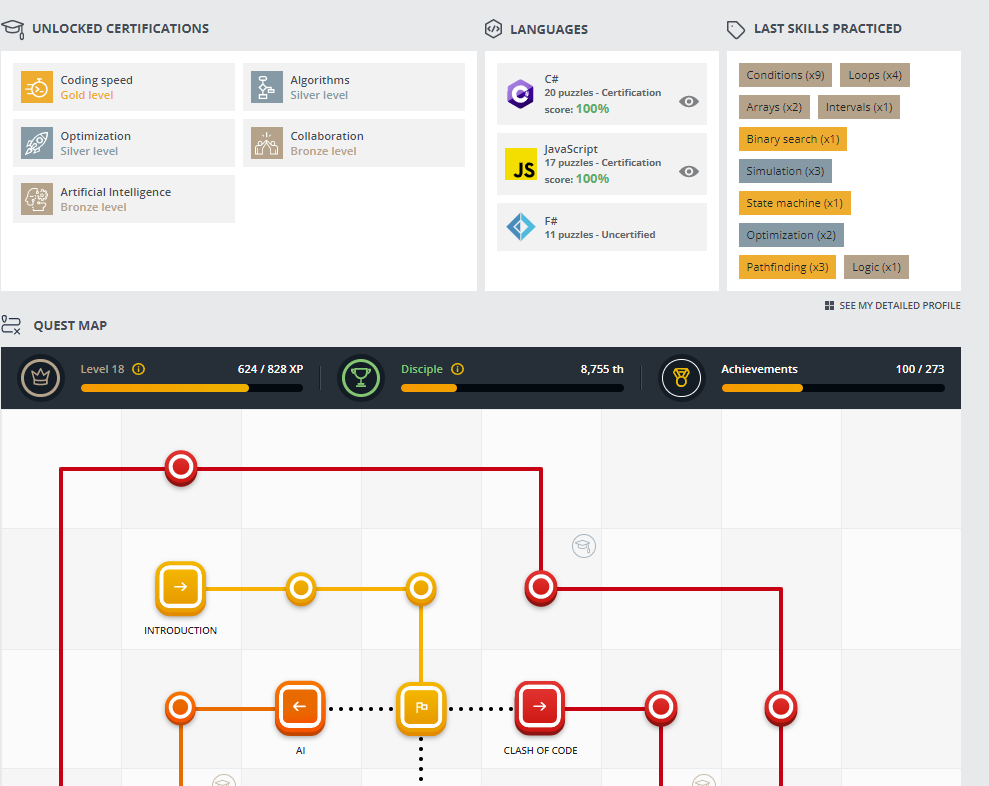 UNLOCKED CERTIFICATIONS
Coding speed
Gold level
Algorithms
Silver level
Optimization
Silver level
Collaboration
Bronze level
Artificial Intelligence
Bronze level
LANGUAGES
C#
20 puzzles - Certification
score: 100%
JS
JavaScript
17 puzzles - Certification
score: 100%
F#
11 puzzles - Uncertified
LAST SKILLS PRACTICED
Conditions (x9) Loops (x4)
Arrays (x2) Intervals (x1)
Binary search (x1)
Simulation (x3)
State machine (x1)
Optimization (x2)
Pathfinding (x3) Logic (x1)
SEE MY DETAILED PROFILE
QUEST MAP
Level 18 624 / 828 XP
Disciple 8,755 th
Achievements 100 / 273
INTRODUCTION
AI
CLASH OF CODE